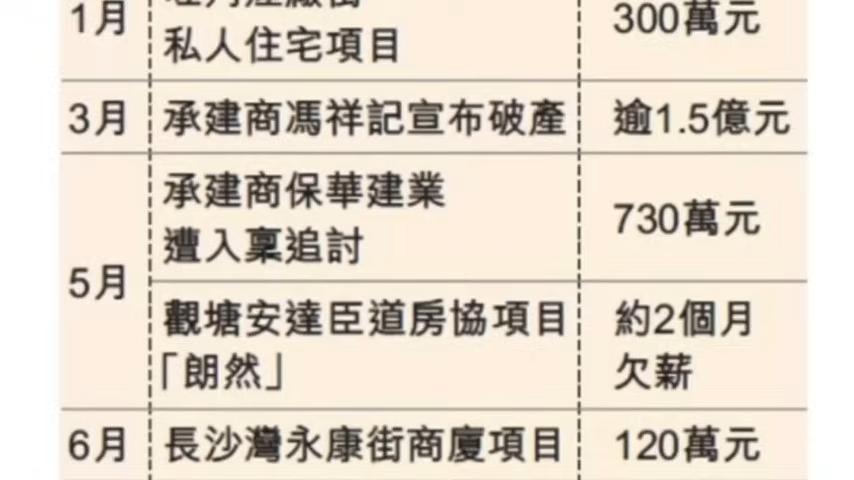 1月
300萬元
私人住宅項目
3月 承建商馮祥記宣布破產 逾1.5億元
5月
承建商保華建業
遭入稟追討
730萬元
觀塘安達臣道房協項目
「朗然」
約2個月
欠薪
6月 長沙灣永康街商廈項目 120萬元